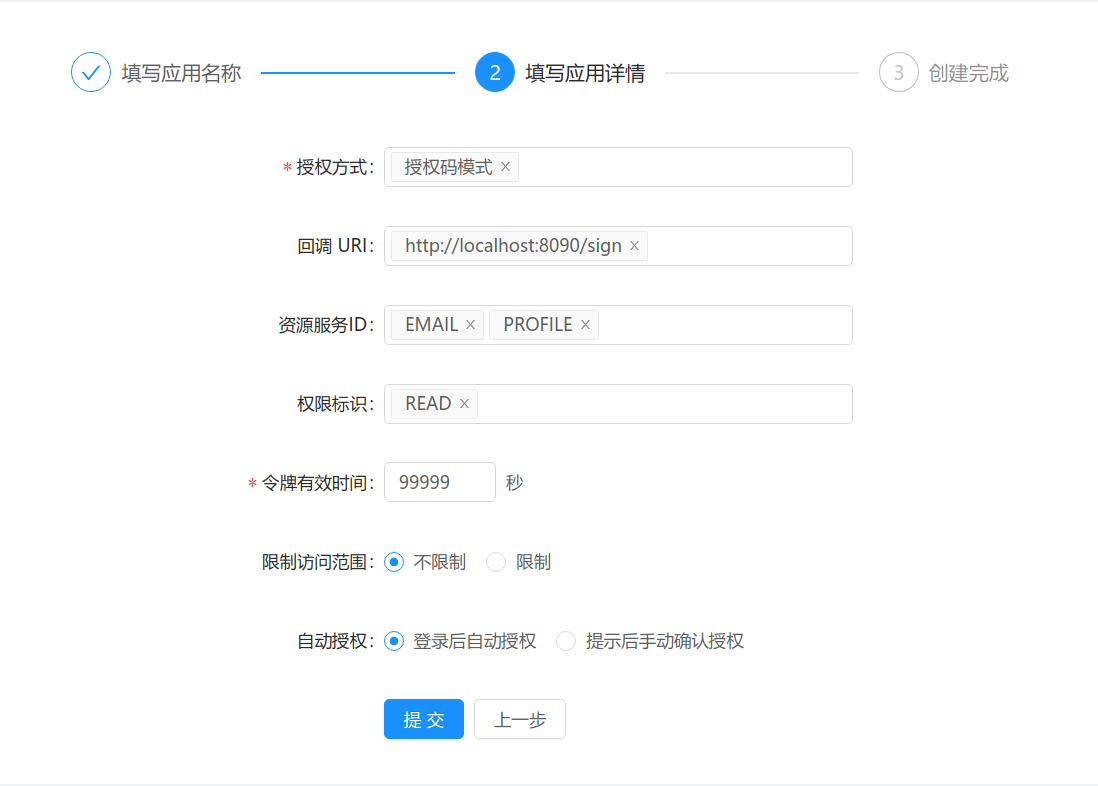 填写应用名称 2 填写应用详情 3 创建完成
* 授权方式: 授权码模式 ×
回调 URI: http://localhost:8090/sign ×
资源服务ID: EMAIL × PROFILE ×
权限标识: READ ×
* 令牌有效时间: 99999 秒
限制访问范围: 不限制 限制
自动授权: 登录后自动授权 提示后手动确认授权
提 交 上一步